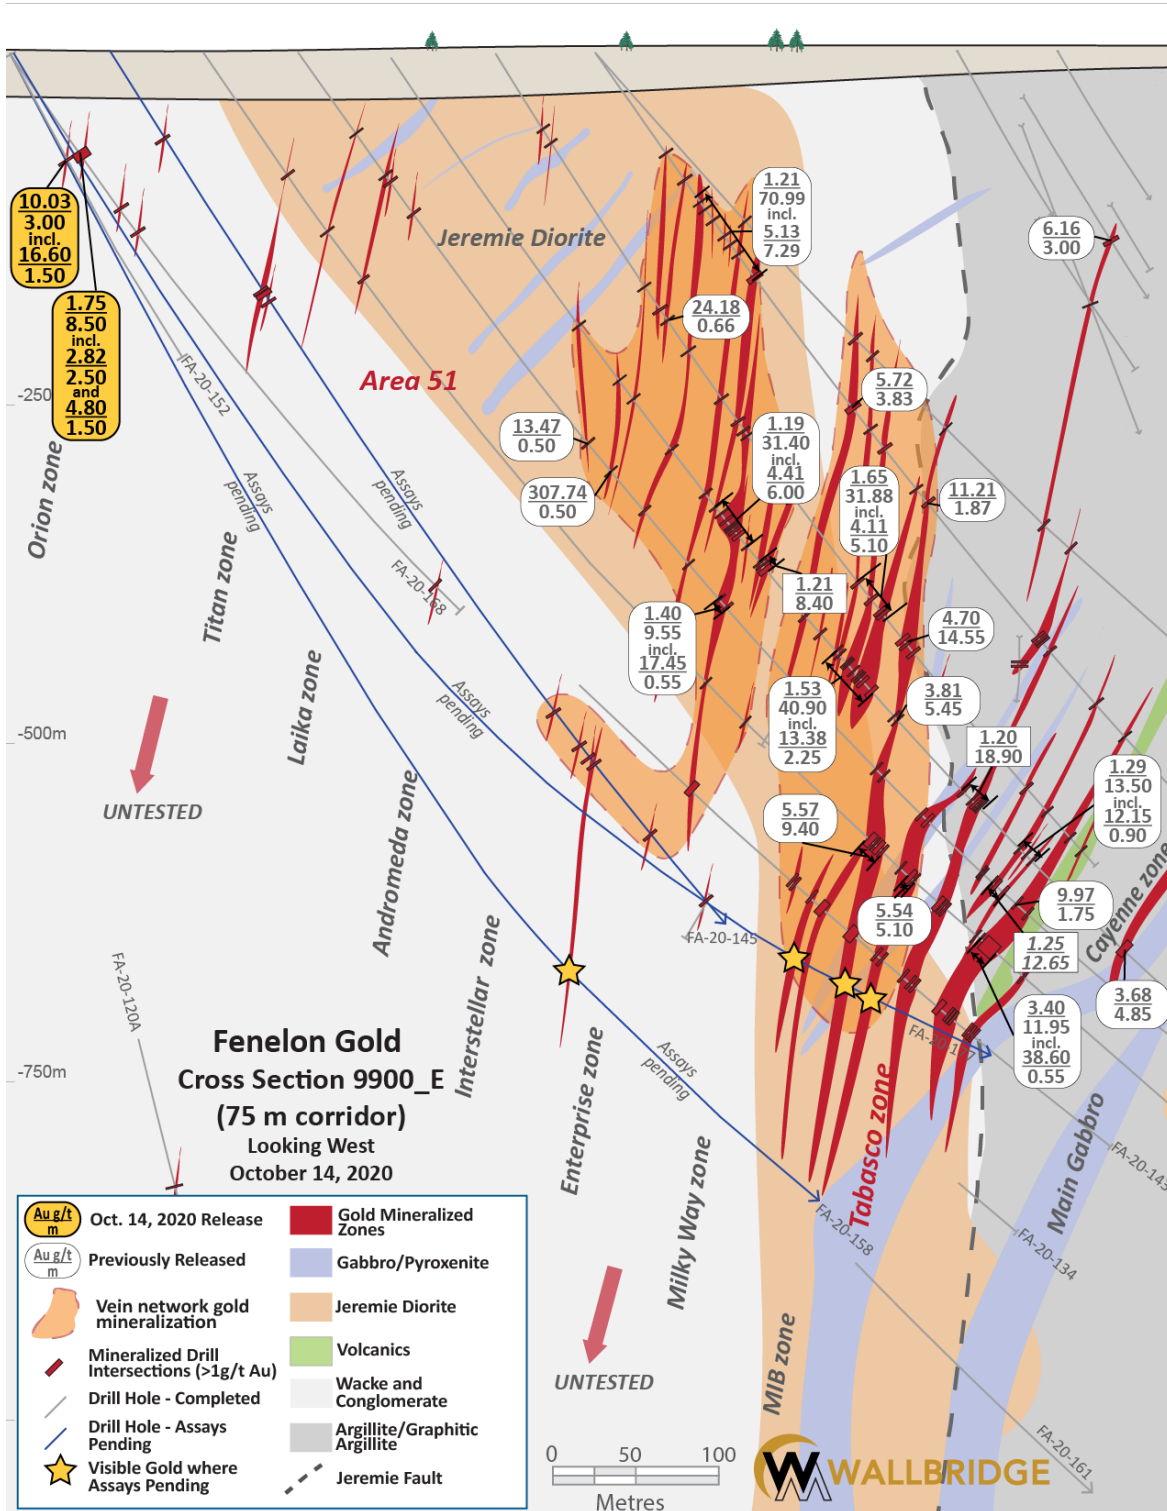 10.03
3.00
incl.
16.60
1.50
1.75
8.50
incl.
2.82
2.50
and
4.80
1.50
Jeremie Diorite
1.21
70.99
incl.
5.13
7.29
6.16
3.00
24.18
0.66
Area 51
FA-20-152
-250
5.72
3.83
13.47
0.50
307.74
0.50
1.19
31.40
incl.
4.41
6.00
1.65
31.88
incl.
4.11
5.10
11.21
1.87
Assays
pending
Assays
pending
Orion zone
Titan zone
FA-20-168
1.21
8.40
1.40
9.55
incl.
17.45
0.55
4.70
14.55
Laika zone
Assays
pending
1.53
40.90
incl.
13.38
2.25
3.81
5.45
1.20
18.90
-500m
1.29
13.50
incl.
12.15
0.90
UNTESTED
5.57
9.40
Andromeda zone
5.54
5.10
9.97
1.75
Cayenne zone
FA-20-145
1.25
12.65
3.68
4.85
Interstellar zone
FA-20-120A
3.40
11.95
incl.
38.60
0.55
FA-20-177
Fenelon Gold
Cross Section 9900_E
(75 m corridor)
Looking West
October 14, 2020
Assays
pending
-750m
Enterprise zone
Tabasco zone
Main Gabbro
FA-20-143
Milky Way zone
FA-20-158
FA-20-134
UNTESTED
MIB zone
FA-20-161
Au g/t
m
Oct. 14, 2020 Release
Au g/t
m
Previously Released
Vein network gold
mineralization
Mineralized Drill
Intersections (>1g/t Au)
Drill Hole - Completed
Drill Hole - Assays
Pending
Visible Gold where
Assays Pending
Gold Mineralized
Zones
Gabbro/Pyroxenite
Jeremie Diorite
Volcanics
Wacke and
Conglomerate
Argillite/Graphitic
Argillite
Jeremie Fault
0 50 100
Metres
WALLBRIDGE